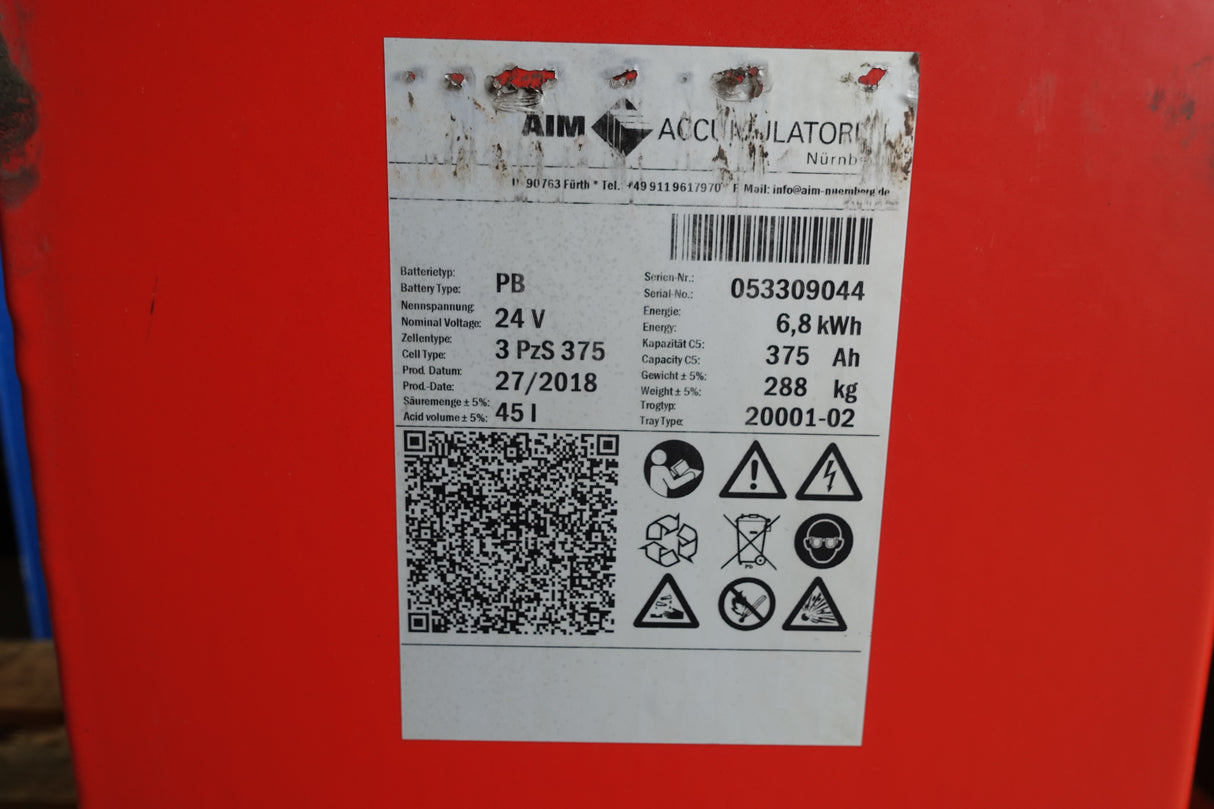 AIM ACCUMULATOR
Nürnb
90763 Fürth * Tel.: +49 911 9617970 E-Mail: info@aim-nuernberg.de
Batterietyp:
Battery Type: PB
Nennspannung:
Nominal Voltage: 24 V
Zellentype:
Cell Type: 3 PzS 375
Prod. Datum:
Prod.-Date: 27/2018
Säuremenge ± 5%:
Acid volume ± 5%: 45 l
Serien-Nr.:
Serial-No.: 053309044
Energie:
Energy: 6,8 kWh
Kapazität C5:
Capacity C5: 375 Ah
Gewicht ± 5%:
Weight ± 5%: 288 kg
Trogtyp:
Tray Type: 20001-02
Pb